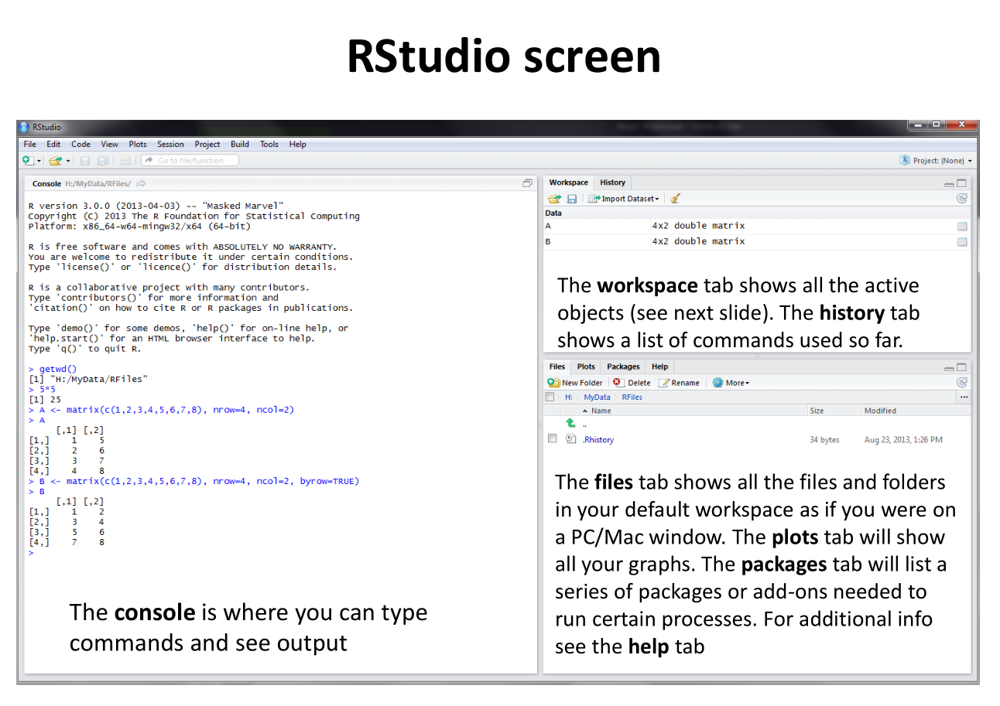 RStudio screen
RStudio
File Edit Code View Plots Session Project Build Tools Help
Go to file/function
Project: (None)
Console H:/MyData/RFiles/
R version 3.0.0 (2013-04-03) -- "Masked Marvel"
Copyright (C) 2013 The R Foundation for Statistical Computing
Platform: x86_64-w64-mingw32/x64 (64-bit)
R is free software and comes with ABSOLUTELY NO WARRANTY.
You are welcome to redistribute it under certain conditions.
Type 'license()' or 'licence()' for distribution details.
R is a collaborative project with many contributors.
Type 'contributors()' for more information and
'citation()' on how to cite R or R packages in publications.
Type 'demo()' for some demos, 'help()' for on-line help, or
'help.start()' for an HTML browser interface to help.
Type 'q()' to quit R.
> getwd()
[1] "H:/MyData/RFiles"
> 5*5
[1] 25
> A <- matrix(c(1,2,3,4,5,6,7,8), nrow=4, ncol=2)
> A
[,1] [,2]
[1,] 1 5
[2,] 2 6
[3,] 3 7
[4,] 4 8
> B <- matrix(c(1,2,3,4,5,6,7,8), nrow=4, ncol=2, byrow=TRUE)
> B
[,1] [,2]
[1,] 1 2
[2,] 3 4
[3,] 5 6
[4,] 7 8
>
The console is where you can type
commands and see output
Workspace History
Import Dataset
Data
A 4x2 double matrix
B 4x2 double matrix
The workspace tab shows all the active
objects (see next slide). The history tab
shows a list of commands used so far.
Files Plots Packages Help
New Folder Delete Rename More
H: MyData RFiles ...
Name Size Modified
..
.Rhistory 34 bytes Aug 23, 2013, 1:26 PM
The files tab shows all the files and folders
in your default workspace as if you were on
a PC/Mac window. The plots tab will show
all your graphs. The packages tab will list a
series of packages or add-ons needed to
run certain processes. For additional info
see the help tab